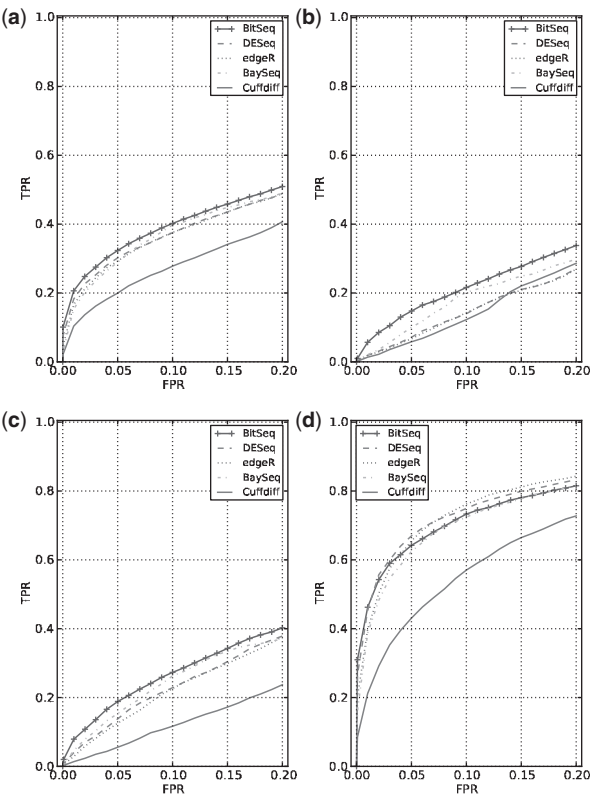 (a)
1.0
0.8
0.6
0.4
0.2
0.0
TPR
BitSeq
DESeq
edgeR
BaySeq
Cuffdiff
0.00 0.05 0.10 0.15 0.20
FPR
(b)
1.0
0.8
0.6
0.4
0.2
0.0
TPR
BitSeq
DESeq
edgeR
BaySeq
Cuffdiff
0.00 0.05 0.10 0.15 0.20
FPR
(c)
1.0
0.8
0.6
0.4
0.2
0.0
TPR
BitSeq
DESeq
edgeR
BaySeq
Cuffdiff
0.00 0.05 0.10 0.15 0.20
FPR
(d)
1.0
0.8
0.6
0.4
0.2
0.0
TPR
BitSeq
DESeq
edgeR
BaySeq
Cuffdiff
0.00 0.05 0.10 0.15 0.20
FPR